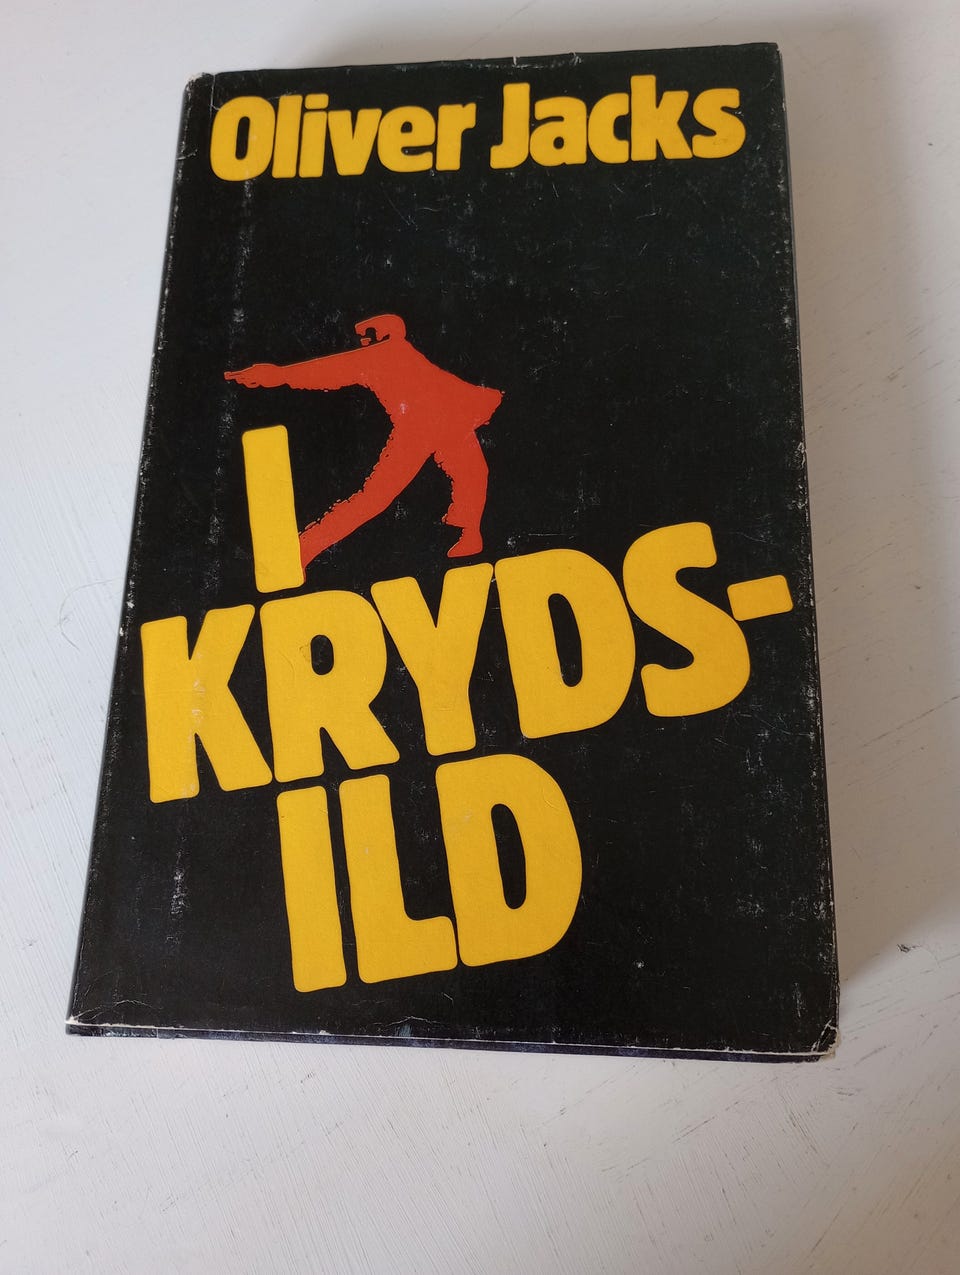 Oliver Jacks
I
KRYDS-
ILD